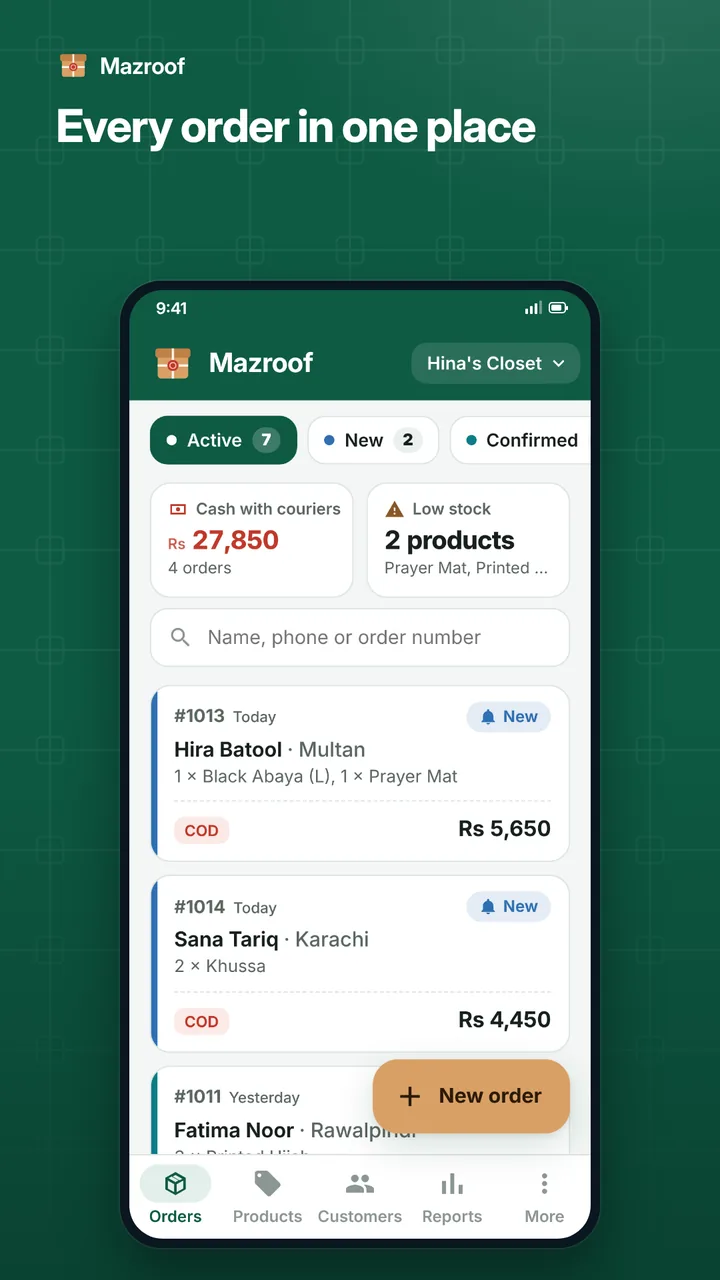 Mazroof
Every order in one place
9:41
Mazroof
Hina's Closet
Active 7
New 2
Confirmed
Cash with couriers
Rs 27,850
4 orders
Low stock
2 products
Prayer Mat, Printed ...
Name, phone or order number
#1013 Today
New
Hira Batool · Multan
1 × Black Abaya (L), 1 × Prayer Mat
COD
Rs 5,650
#1014 Today
New
Sana Tariq · Karachi
2 × Khussa
COD
Rs 4,450
#1011 Yesterday
Fatima Noor · Rawalpindi
New order
Orders
Products
Customers
Reports
More